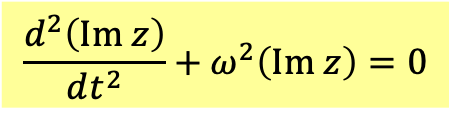 d²(Im z)/dt² + ω²(Im z) = 0